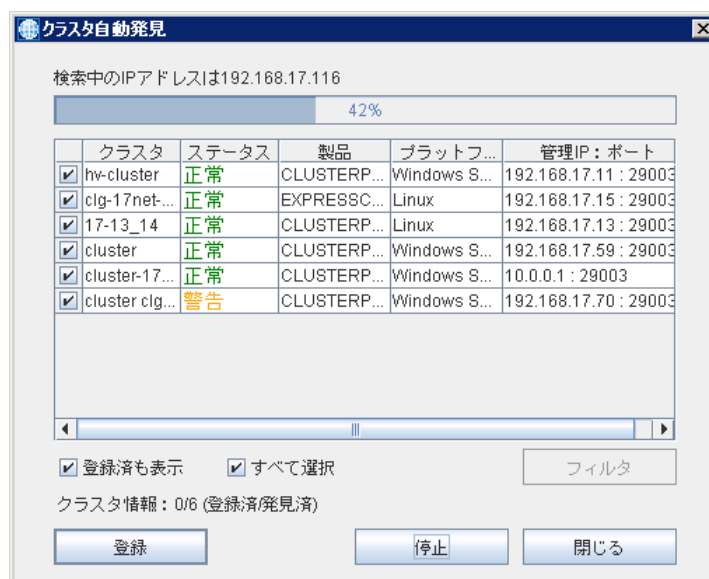 クラスタ自動発見
検索中のIPアドレスは192.168.17.116
42%
クラスタ ステータス 製品 プラットフ... 管理IP：ポート
hv-cluster 正常 CLUSTERP... Windows S... 192.168.17.11 : 29003
clg-17net-... 正常 EXPRESSC... Linux 192.168.17.15 : 29003
17-13_14 正常 CLUSTERP... Linux 192.168.17.13 : 29003
cluster 正常 CLUSTERP... Windows S... 192.168.17.59 : 29003
cluster-17... 正常 CLUSTERP... Windows S... 10.0.0.1 : 29003
cluster clg... 警告 CLUSTERP... Windows S... 192.168.17.70 : 29003
登録済も表示 すべて選択 フィルタ
クラスタ情報：0/6 (登録済/発見済)
登録 停止 閉じる